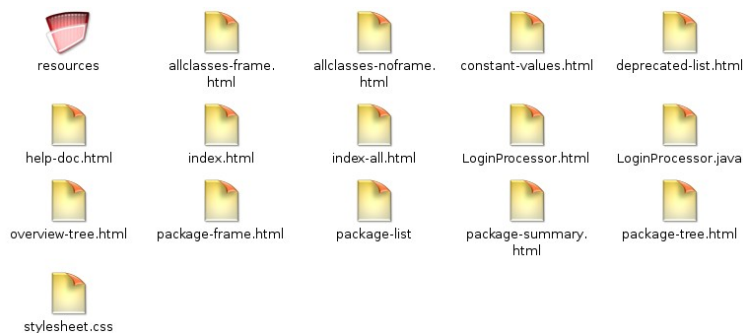 resources
allclasses-frame.
html
allclasses-noframe.
html
constant-values.html
deprecated-list.html
help-doc.html
index.html
index-all.html
LoginProcessor.html
LoginProcessor.java
overview-tree.html
package-frame.html
package-list
package-summary.
html
package-tree.html
stylesheet.css